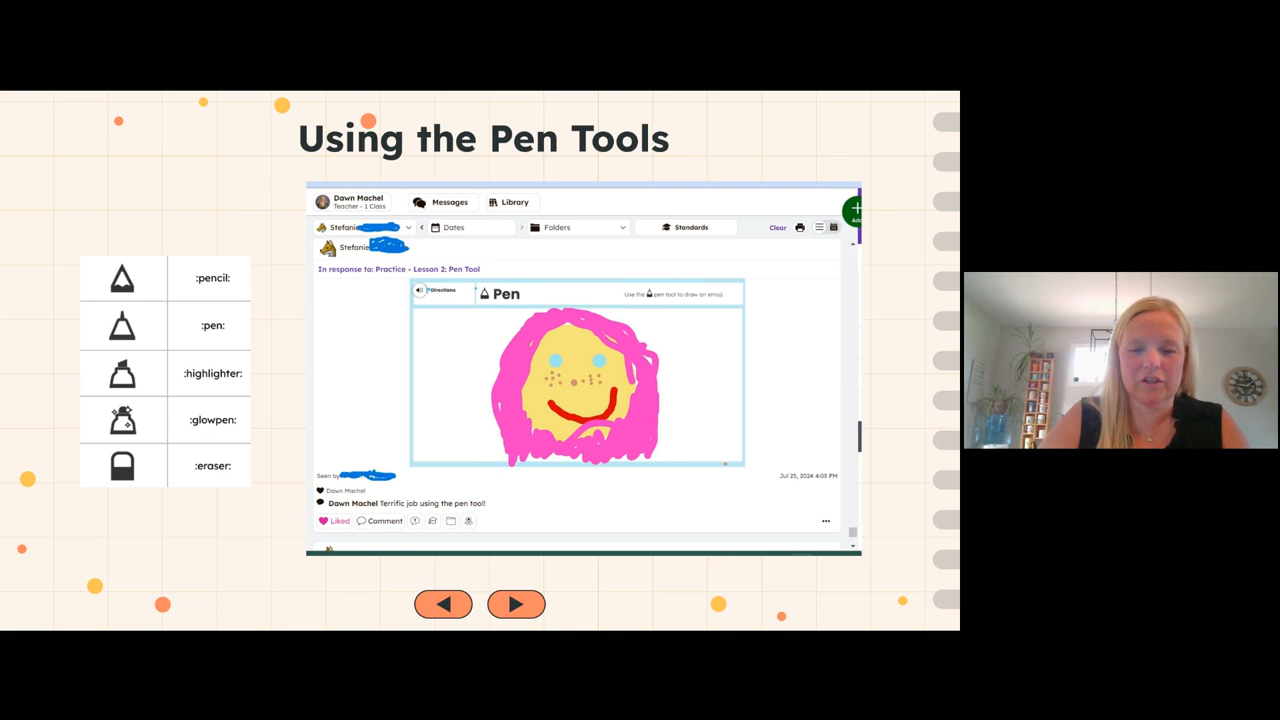 Using the Pen Tools
:pencil:
:pen:
:highlighter:
:glowpen:
:eraser:
Dawn Machel
Teacher - 1 Class
Messages
Library
Stefanie
Dates
Folders
Standards
Clear
Stefanie
In response to: Practice - Lesson 2: Pen Tool
Directions
Pen
Use the pen tool to draw an emoji.
Seen by
Jul 25, 2024 4:03 PM
Dawn Machel
Dawn Machel Terrific job using the pen tool!
Liked
Comment